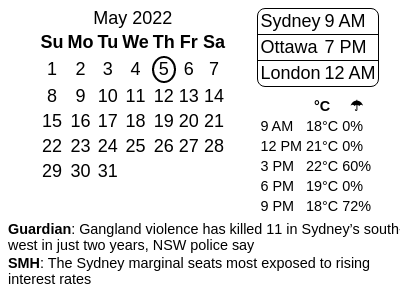 May 2022
Su Mo Tu We Th Fr Sa
1 2 3 4 5 6 7
8 9 10 11 12 13 14
15 16 17 18 19 20 21
22 23 24 25 26 27 28
29 30 31
Sydney 9 AM
Ottawa 7 PM
London 12 AM
°C ☂
9 AM 18°C 0%
12 PM 21°C 0%
3 PM 22°C 60%
6 PM 19°C 0%
9 PM 18°C 72%
Guardian: Gangland violence has killed 11 in Sydney's south-
west in just two years, NSW police say
SMH: The Sydney marginal seats most exposed to rising
interest rates